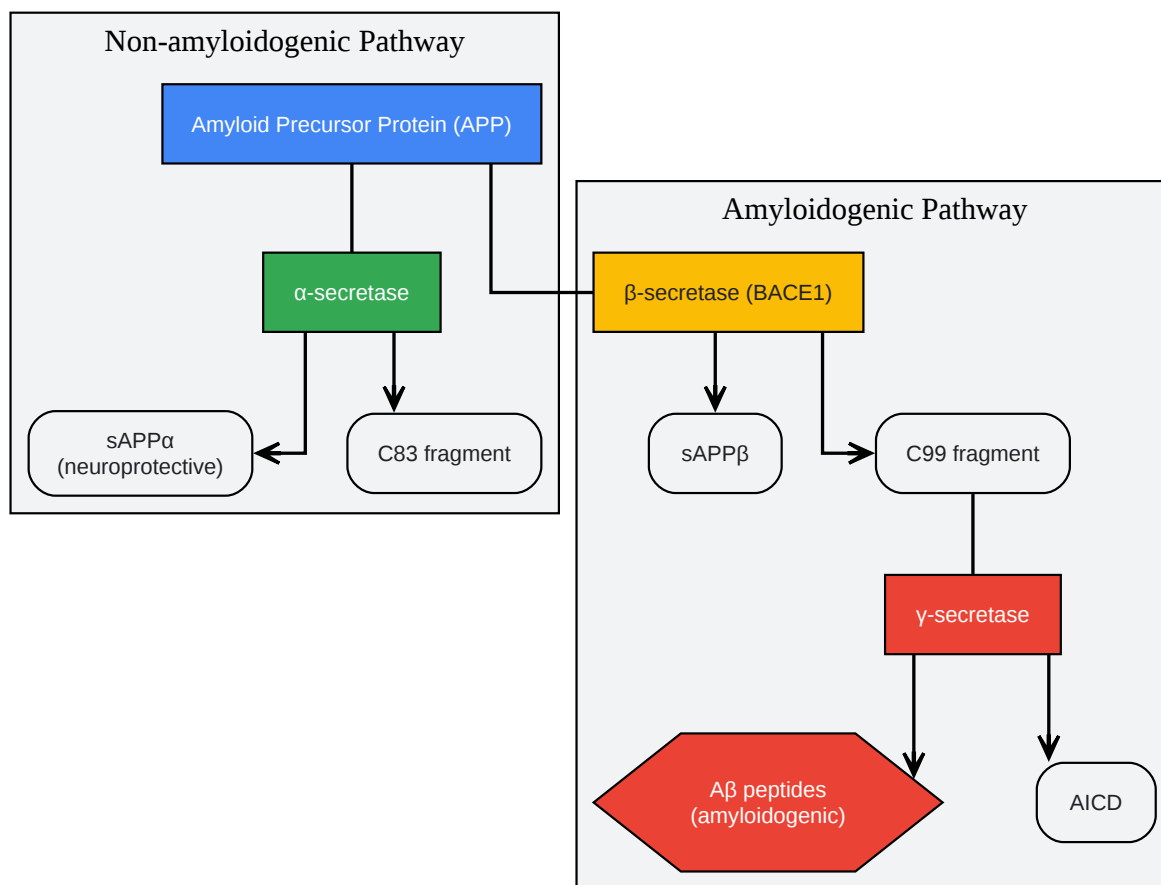 Non-amyloidogenic Pathway
Amyloid Precursor Protein (APP)
α-secretase
sAPPα
(neuroprotective)
C83 fragment
Amyloidogenic Pathway
β-secretase (BACE1)
sAPPβ
C99 fragment
γ-secretase
Aβ peptides
(amyloidogenic)
AICD